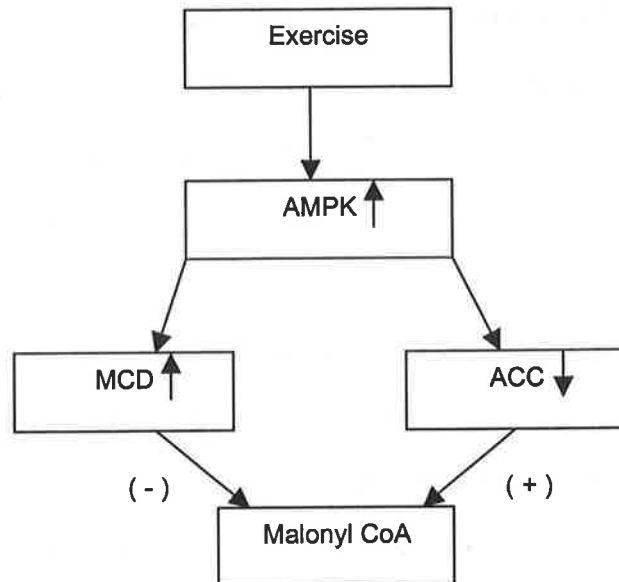 Exercise
AMPK
MCD
ACC
( - )
( + )
Malonyl CoA